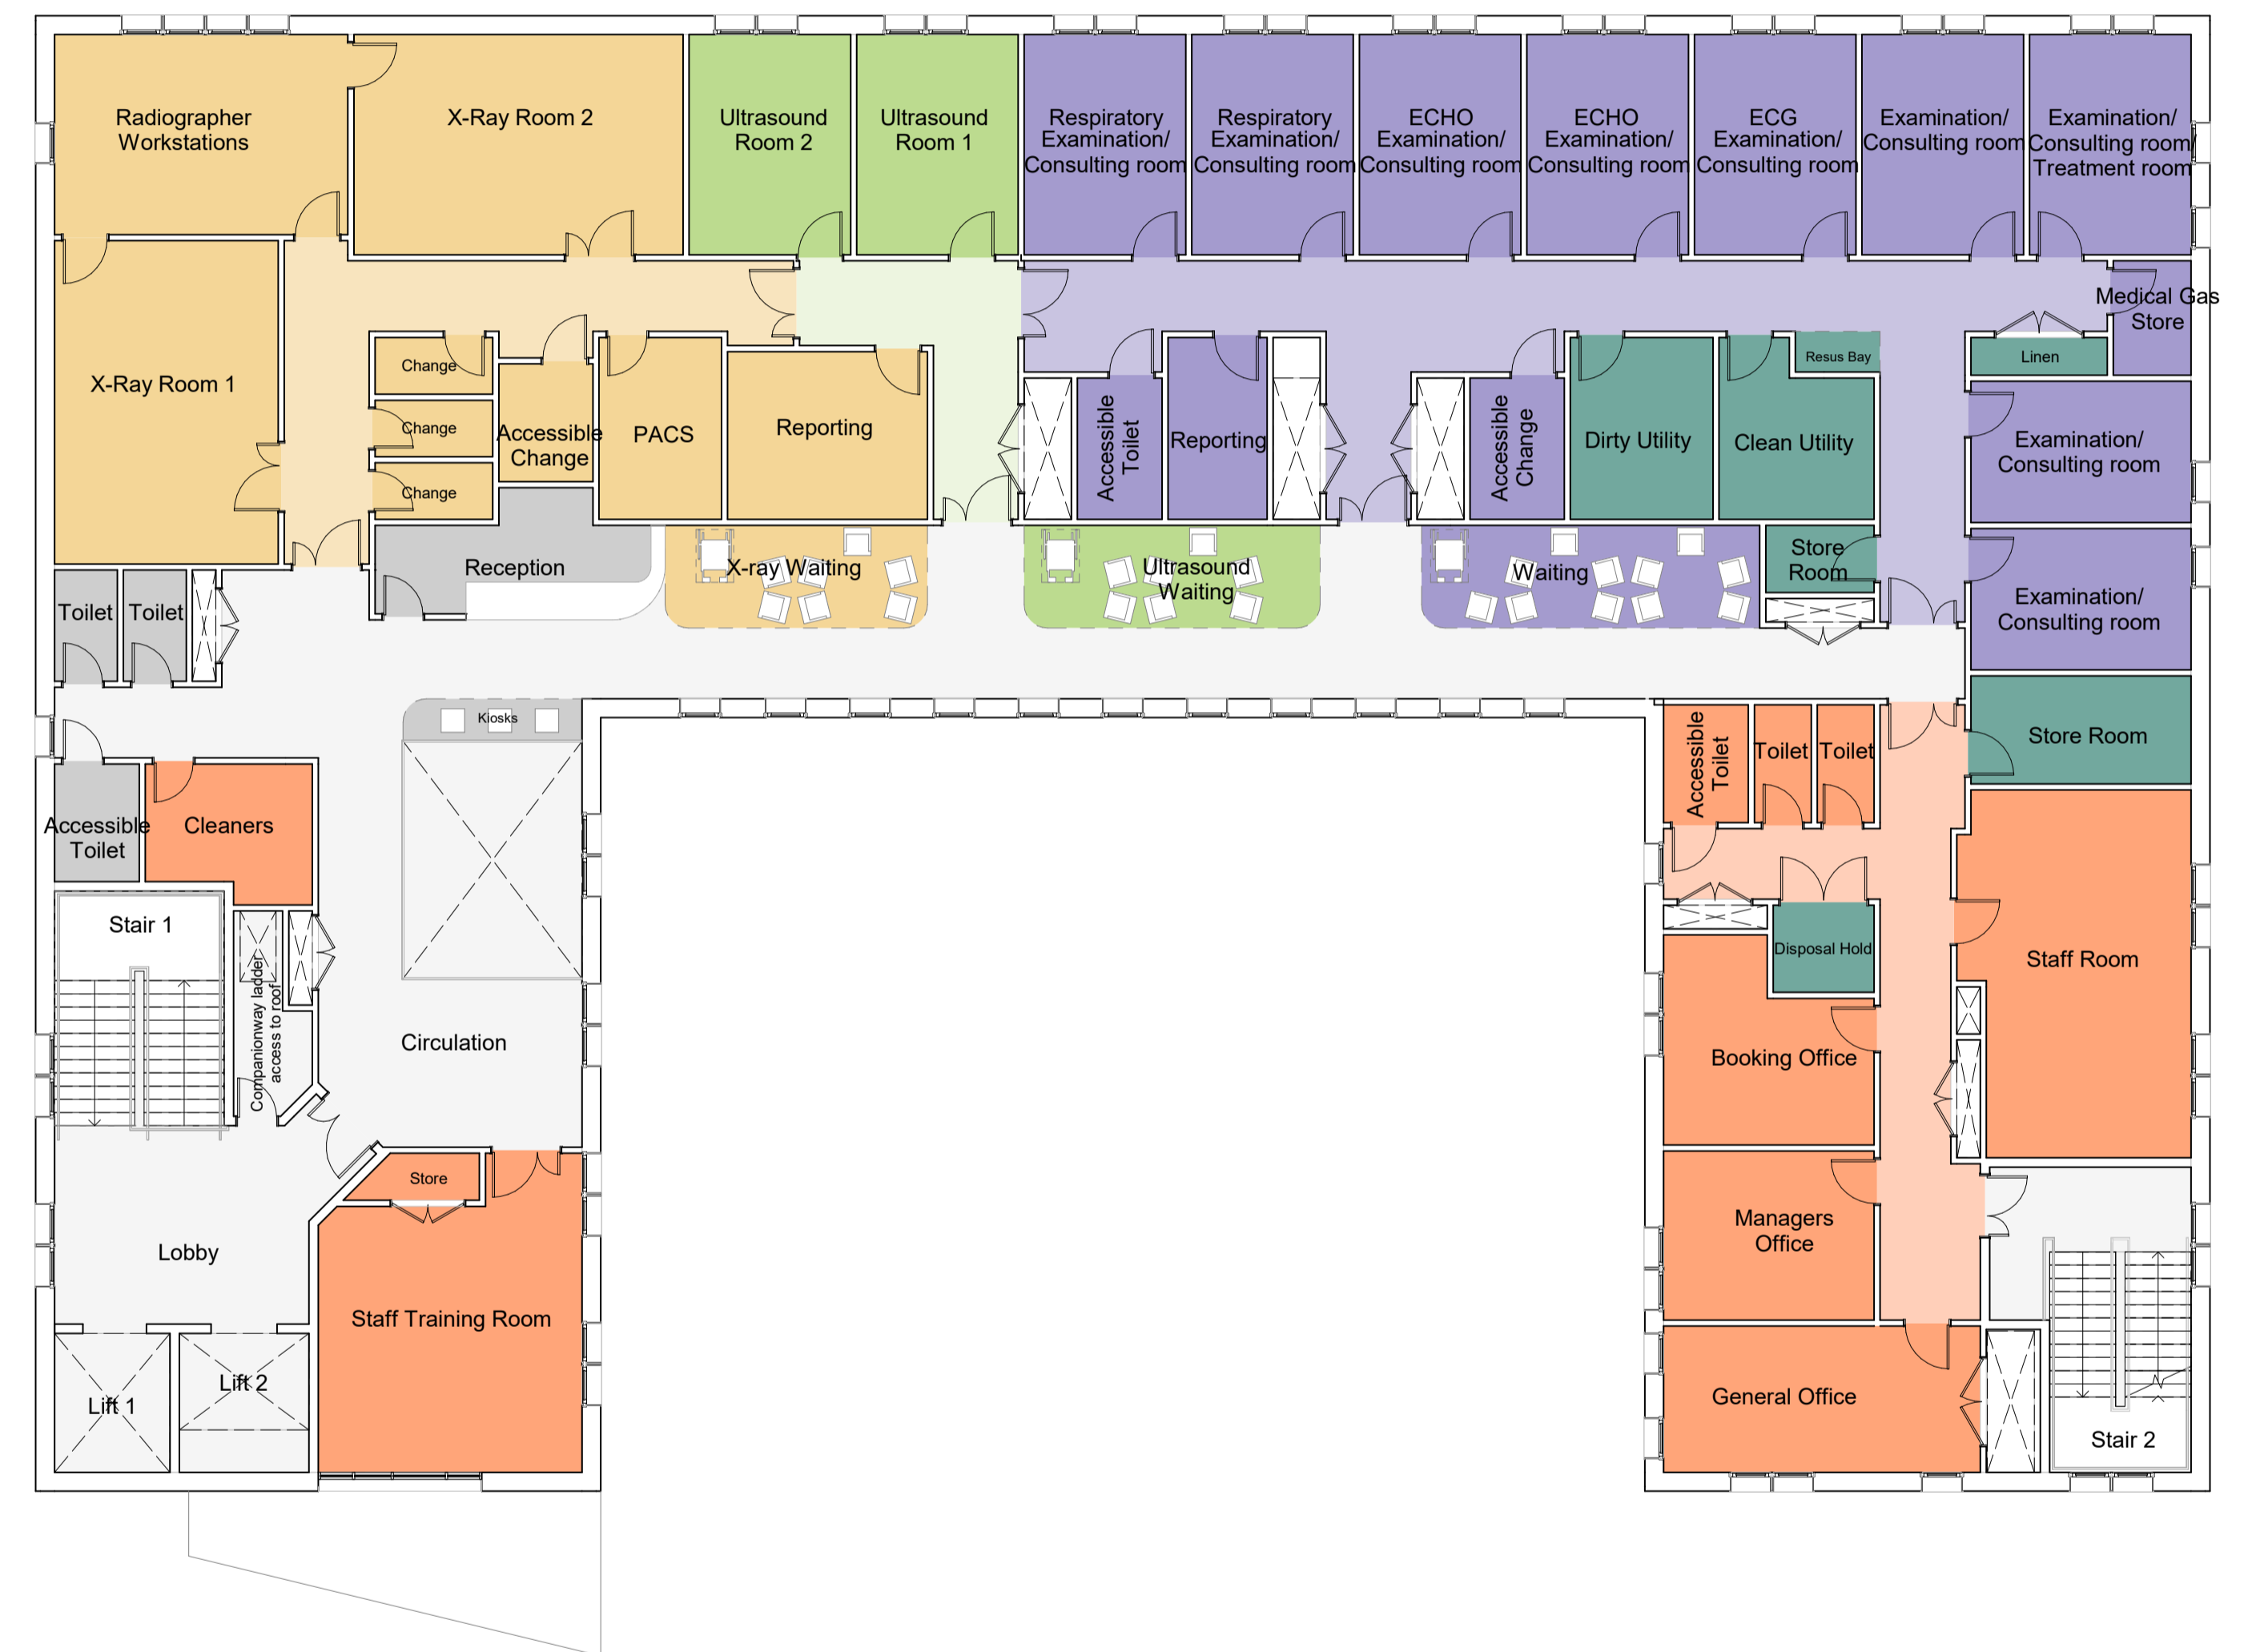 Radiographer
Workstations
X-Ray Room 2
Ultrasound
Room 2
Ultrasound
Room 1
Respiratory
Examination/
Consulting room
Respiratory
Examination/
Consulting room
ECHO
Examination/
Consulting room
ECHO
Examination/
Consulting room
ECG
Examination/
Consulting room
Examination/
Consulting room
Examination/
Consulting room/
Treatment room
Medical Gas
Store
X-Ray Room 1
Change
Change
Change
Accessible
Change
PACS
Reporting
Accessible
Toilet
Reporting
Accessible
Change
Dirty Utility
Clean Utility
Resus Bay
Linen
Examination/
Consulting room
Reception
X-ray Waiting
Ultrasound
Waiting
Waiting
Store
Room
Examination/
Consulting room
Toilet
Toilet
Kiosks
Accessible
Toilet
Toilet
Toilet
Store Room
Accessible
Toilet
Cleaners
Stair 1
Companionway ladder
access to roof
Circulation
Disposal Hold
Staff Room
Booking Office
Store
Lobby
Staff Training Room
Managers
Office
Lift 1
Lift 2
General Office
Stair 2